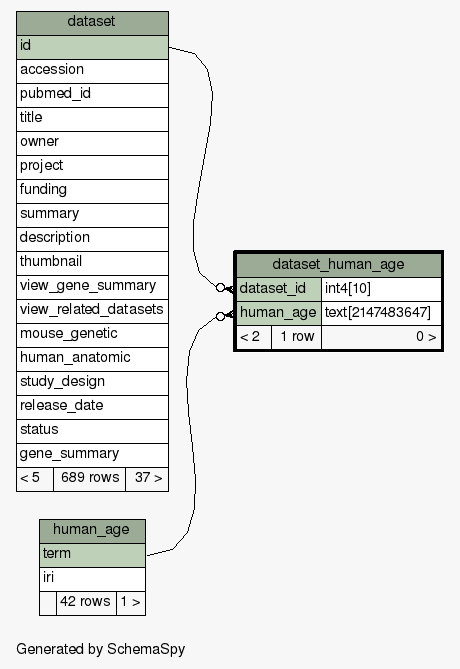 dataset
id
accession
pubmed_id
title
owner
project
funding
summary
description
thumbnail
view_gene_summary
view_related_datasets
mouse_genetic
human_anatomic
study_design
release_date
status
gene_summary
< 5 689 rows 37 >
dataset_human_age
dataset_id int4[10]
human_age text[2147483647]
< 2 1 row 0 >
human_age
term
iri
42 rows 1 >
Generated by SchemaSpy